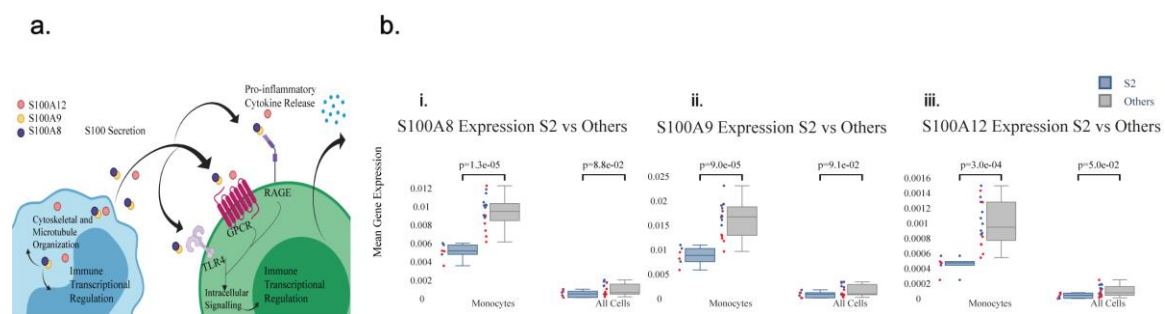 a.
S100A12
S100A9
S100A8
S100 Secretion
Pro-inflammatory
Cytokine Release
RAGE
GPCR
TLR4
Cytoskeletal and
Microtubule
Organization
Immune
Transcriptional
Regulation
Intracellular
Signalling
Immune
Transcriptional
Regulation
b.
S2
Others
i.
S100A8 Expression S2 vs Others
p=1.3e-05
p=8.8e-02
Mean Gene Expression
0.012
0.01
0.008
0.006
0.004
0.002
0
Monocytes
All Cells
ii.
S100A9 Expression S2 vs Others
p=9.0e-05
p=9.1e-02
0.025
0.02
0.015
0.01
0.005
0
Monocytes
All Cells
iii.
S100A12 Expression S2 vs Others
p=3.0e-04
p=5.0e-02
0.0016
0.0014
0.0012
0.001
0.0008
0.0006
0.0004
0.0002
0
Monocytes
All Cells